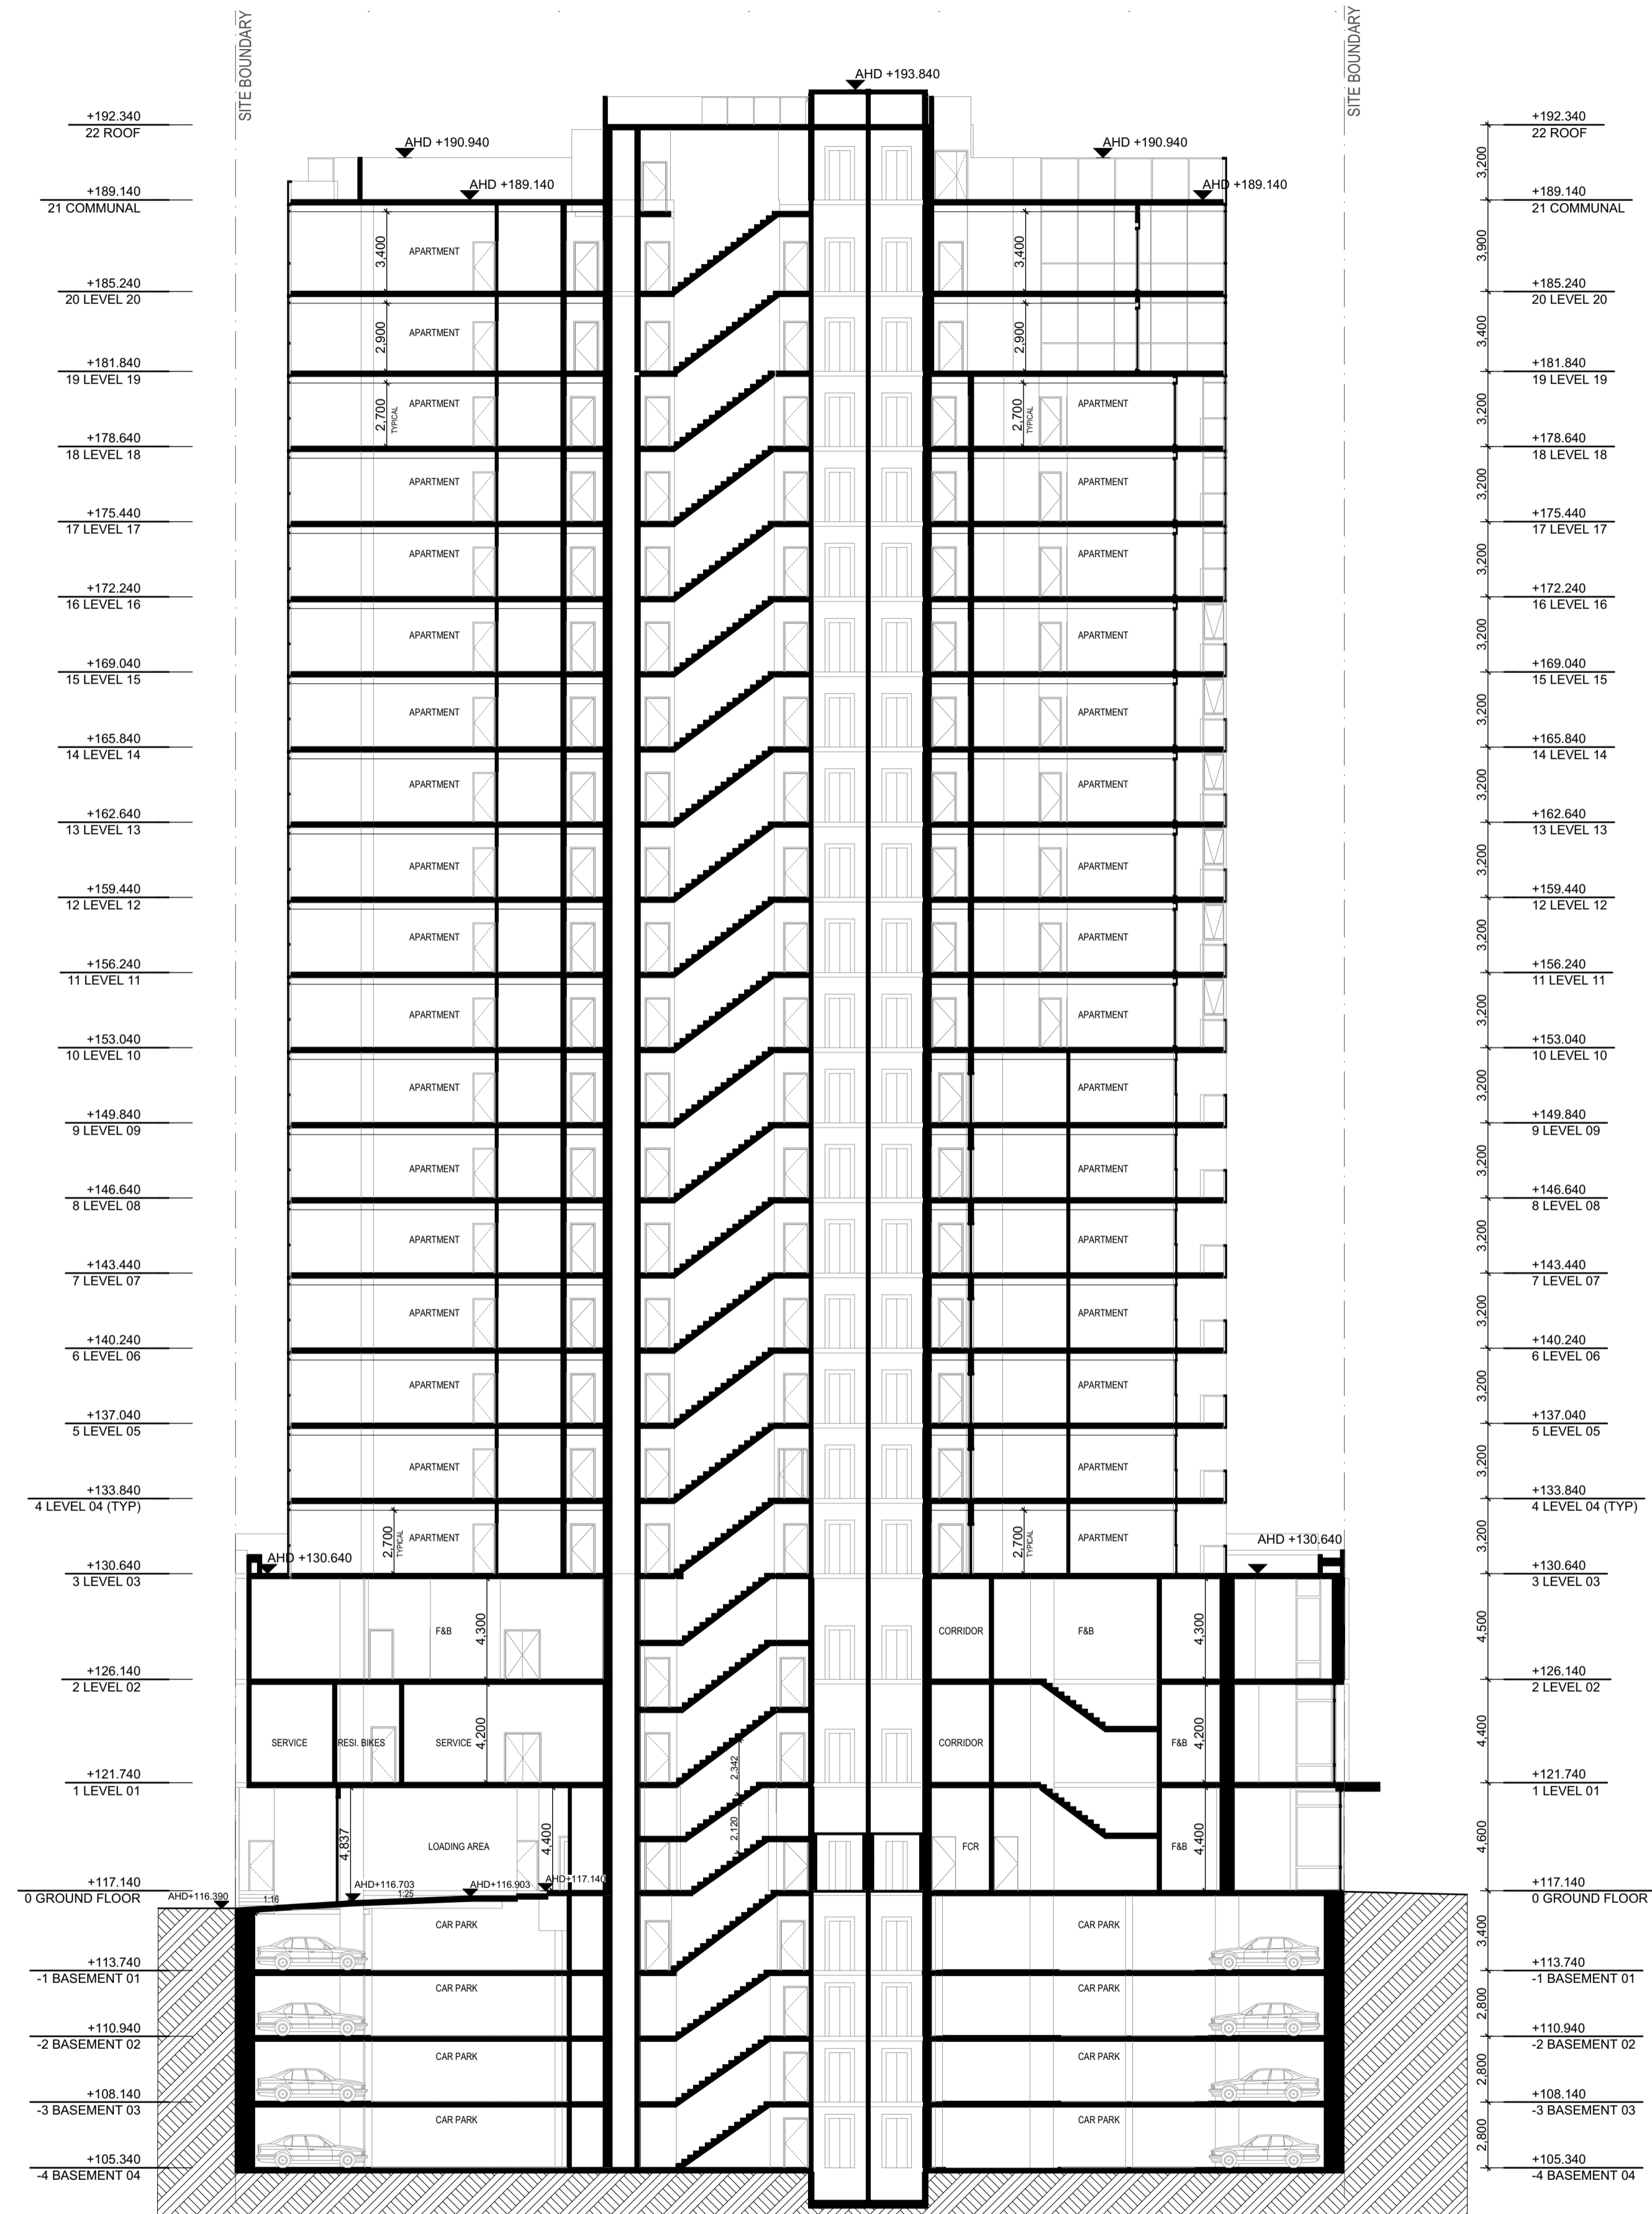 SITE BOUNDARY
SITE BOUNDARY
AHD +193.840
+192.340
22 ROOF
AHD +190.940
AHD +190.940
+192.340
22 ROOF
3,200
+189.140
21 COMMUNAL
AHD +189.140
AHD +189.140
+189.140
21 COMMUNAL
3,400
APARTMENT
3,400
3,900
+185.240
20 LEVEL 20
+185.240
20 LEVEL 20
2,900
APARTMENT
2,900
3,400
+181.840
19 LEVEL 19
+181.840
19 LEVEL 19
2,700
TYPICAL
APARTMENT
2,700
TYPICAL
APARTMENT
3,200
+178.640
18 LEVEL 18
+178.640
18 LEVEL 18
APARTMENT
APARTMENT
3,200
+175.440
17 LEVEL 17
+175.440
17 LEVEL 17
APARTMENT
APARTMENT
3,200
+172.240
16 LEVEL 16
+172.240
16 LEVEL 16
APARTMENT
APARTMENT
3,200
+169.040
15 LEVEL 15
+169.040
15 LEVEL 15
APARTMENT
APARTMENT
3,200
+165.840
14 LEVEL 14
+165.840
14 LEVEL 14
APARTMENT
APARTMENT
3,200
+162.640
13 LEVEL 13
+162.640
13 LEVEL 13
APARTMENT
APARTMENT
3,200
+159.440
12 LEVEL 12
+159.440
12 LEVEL 12
APARTMENT
APARTMENT
3,200
+156.240
11 LEVEL 11
+156.240
11 LEVEL 11
APARTMENT
APARTMENT
3,200
+153.040
10 LEVEL 10
+153.040
10 LEVEL 10
APARTMENT
APARTMENT
3,200
+149.840
9 LEVEL 09
+149.840
9 LEVEL 09
APARTMENT
APARTMENT
3,200
+146.640
8 LEVEL 08
+146.640
8 LEVEL 08
APARTMENT
APARTMENT
3,200
+143.440
7 LEVEL 07
+143.440
7 LEVEL 07
APARTMENT
APARTMENT
3,200
+140.240
6 LEVEL 06
+140.240
6 LEVEL 06
APARTMENT
APARTMENT
3,200
+137.040
5 LEVEL 05
+137.040
5 LEVEL 05
APARTMENT
APARTMENT
3,200
+133.840
4 LEVEL 04 (TYP)
+133.840
4 LEVEL 04 (TYP)
2,700
TYPICAL
APARTMENT
2,700
TYPICAL
APARTMENT
3,200
AHD +130.640
AHD +130.640
+130.640
3 LEVEL 03
+130.640
3 LEVEL 03
F&B
4,300
CORRIDOR
F&B
4,300
4,500
+126.140
2 LEVEL 02
+126.140
2 LEVEL 02
SERVICE
RESI. BIKES
SERVICE
4,200
2,342
CORRIDOR
F&B
4,200
4,400
+121.740
1 LEVEL 01
+121.740
1 LEVEL 01
4,837
LOADING AREA
4,400
2,120
FCR
F&B
4,400
4,600
+117.140
0 GROUND FLOOR
AHD+116.390
1:16
AHD+116.703
1:25
AHD+116.903
AHD+117.140
+117.140
0 GROUND FLOOR
CAR PARK
CAR PARK
3,400
+113.740
-1 BASEMENT 01
+113.740
-1 BASEMENT 01
CAR PARK
CAR PARK
2,800
+110.940
-2 BASEMENT 02
+110.940
-2 BASEMENT 02
CAR PARK
CAR PARK
2,800
+108.140
-3 BASEMENT 03
+108.140
-3 BASEMENT 03
CAR PARK
CAR PARK
2,800
+105.340
-4 BASEMENT 04
+105.340
-4 BASEMENT 04